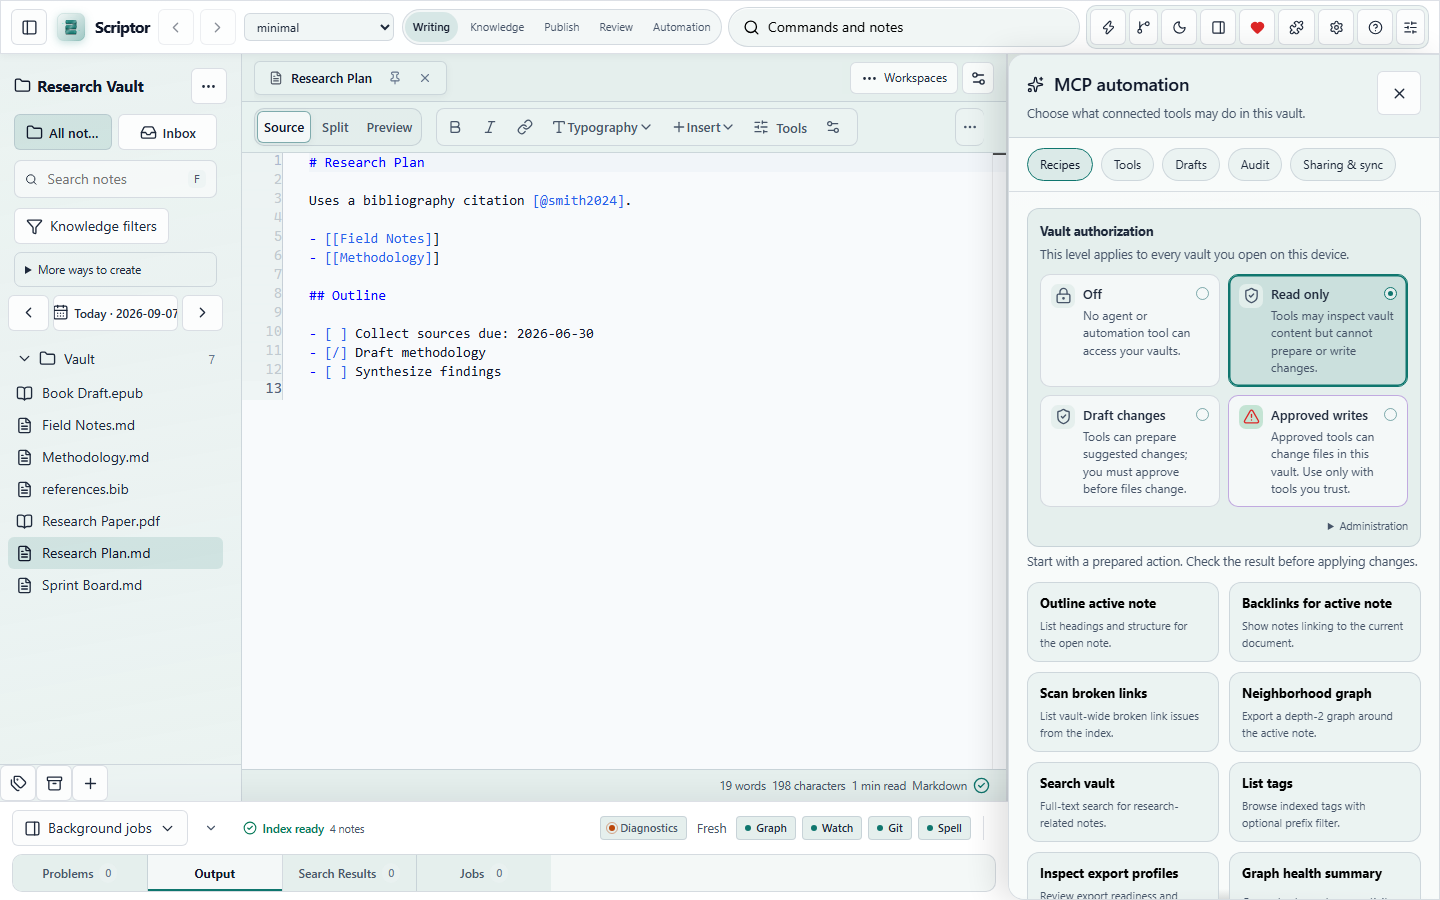 Scriptor
minimal
Writing Knowledge Publish Review Automation
Commands and notes
Research Vault
All not... Inbox
Search notes F
Knowledge filters
More ways to create
Today · 2026-09-07
Vault 7
Book Draft.epub
Field Notes.md
Methodology.md
references.bib
Research Paper.pdf
Research Plan.md
Sprint Board.md
Research Plan
Workspaces
Source Split Preview
B I Typography Insert Tools
1 # Research Plan
2
3 Uses a bibliography citation [@smith2024].
4
5 - [[Field Notes]]
6 - [[Methodology]]
7
8 ## Outline
9
10 - [ ] Collect sources due: 2026-06-30
11 - [/] Draft methodology
12 - [ ] Synthesize findings
13
19 words 198 characters 1 min read Markdown
Background jobs
Index ready 4 notes
Diagnostics Fresh Graph Watch Git Spell
Problems 0 Output Search Results 0 Jobs 0
MCP automation
Choose what connected tools may do in this vault.
Recipes Tools Drafts Audit Sharing & sync
Vault authorization
This level applies to every vault you open on this device.
Off
No agent or
automation tool can
access your vaults.
Read only
Tools may inspect vault
content but cannot
prepare or write
changes.
Draft changes
Tools can prepare
suggested changes;
you must approve
before files change.
Approved writes
Approved tools can
change files in this
vault. Use only with
tools you trust.
Administration
Start with a prepared action. Check the result before applying changes.
Outline active note
List headings and structure for
the open note.
Backlinks for active note
Show notes linking to the current
document.
Scan broken links
List vault-wide broken link issues
from the index.
Neighborhood graph
Export a depth-2 graph around
the active note.
Search vault
Full-text search for research-
related notes.
List tags
Browse indexed tags with
optional prefix filter.
Inspect export profiles
Review export readiness and
Graph health summary